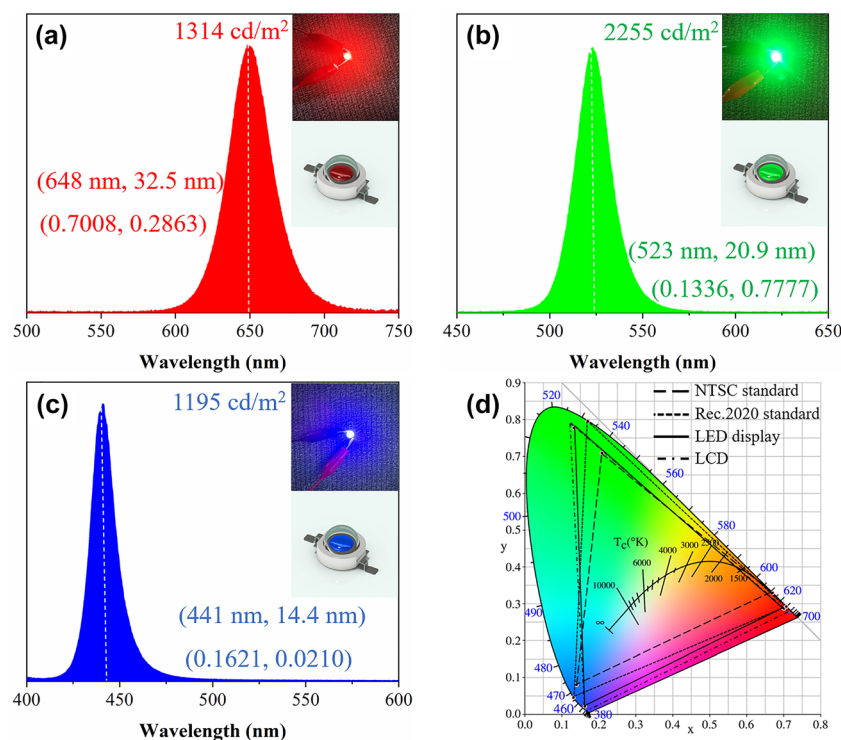 (a)
1314 cd/m²
(648 nm, 32.5 nm)
(0.7008, 0.2863)
500 550 600 650 700 750
Wavelength (nm)
(b)
2255 cd/m²
(523 nm, 20.9 nm)
(0.1336, 0.7777)
450 500 550 600 650
Wavelength (nm)
(c)
1195 cd/m²
(441 nm, 14.4 nm)
(0.1621, 0.0210)
400 450 500 550 600
Wavelength (nm)
(d)
NTSC standard
Rec.2020 standard
LED display
LCD
0.9
0.8
0.7
0.6
0.5
y
0.4
0.3
0.2
0.1
0.0
520
540
560
500
580
Tc(°K)
3000
4000
6000
600
10000
2000 1500
620
490
∞
700
480
470
460
380
0.0 0.1 0.2 0.3 0.4 0.5 0.6 0.7 0.8
x